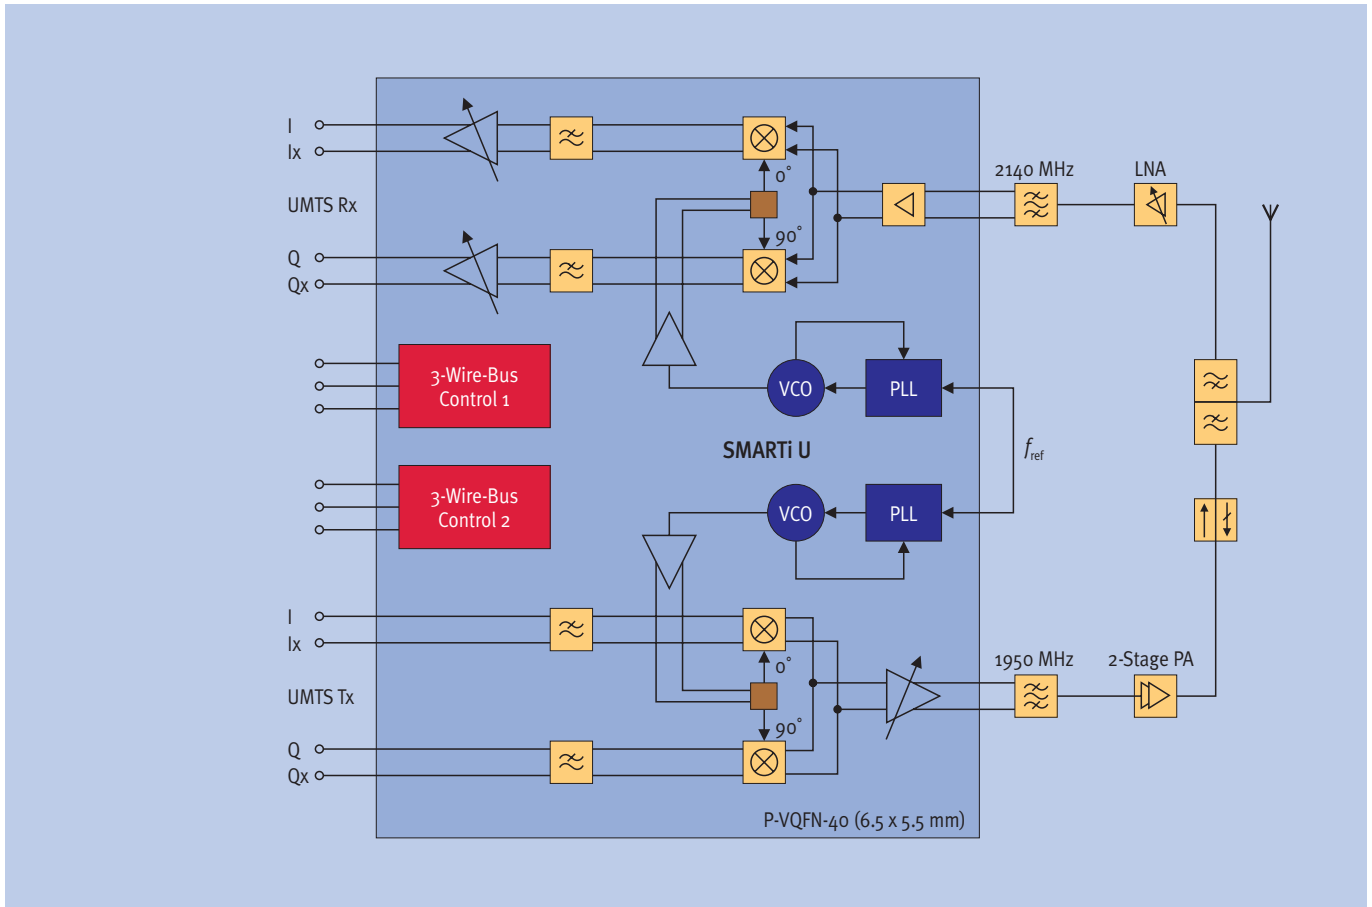 I
Ix
0°
2140 MHz
LNA
UMTS Rx
90°
Q
Qx
3-Wire-Bus
Control 1
VCO
PLL
SMARTi U
fref
3-Wire-Bus
Control 2
VCO
PLL
I
Ix
0°
1950 MHz
2-Stage PA
UMTS Tx
90°
Q
Qx
P-VQFN-40 (6.5 x 5.5 mm)